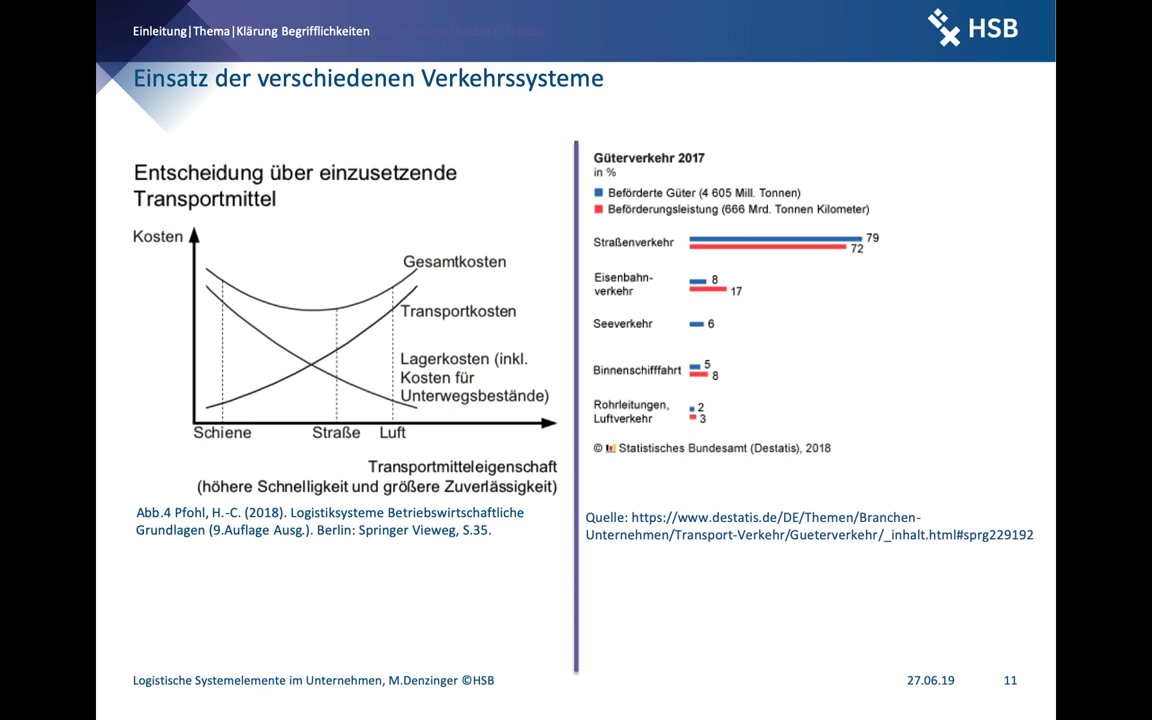 Einleitung|Thema|Klärung Begrifflichkeiten
HSB
Einsatz der verschiedenen Verkehrssysteme
Entscheidung über einzusetzende
Transportmittel
Kosten
Gesamtkosten
Transportkosten
Lagerkosten (inkl.
Kosten für
Unterwegsbestände)
Schiene Straße Luft
Transportmitteleigenschaft
(höhere Schnelligkeit und größere Zuverlässigkeit)
Abb.4 Pfohl, H.-C. (2018). Logistiksysteme Betriebswirtschaftliche
Grundlagen (9.Auflage Ausg.). Berlin: Springer Vieweg, S.35.
Güterverkehr 2017
in %
Beförderte Güter (4 605 Mill. Tonnen)
Beförderungsleistung (666 Mrd. Tonnen Kilometer)
Straßenverkehr 79
72
Eisenbahn-
verkehr
8
17
Seeverkehr 6
Binnenschifffahrt 5
8
Rohrleitungen,
Luftverkehr
2
3
© Statistisches Bundesamt (Destatis), 2018
Quelle: https://www.destatis.de/DE/Themen/Branchen-
Unternehmen/Transport-Verkehr/Gueterverkehr/_inhalt.html#sprg229192
Logistische Systemelemente im Unternehmen, M.Denzinger ©HSB
27.06.19
11